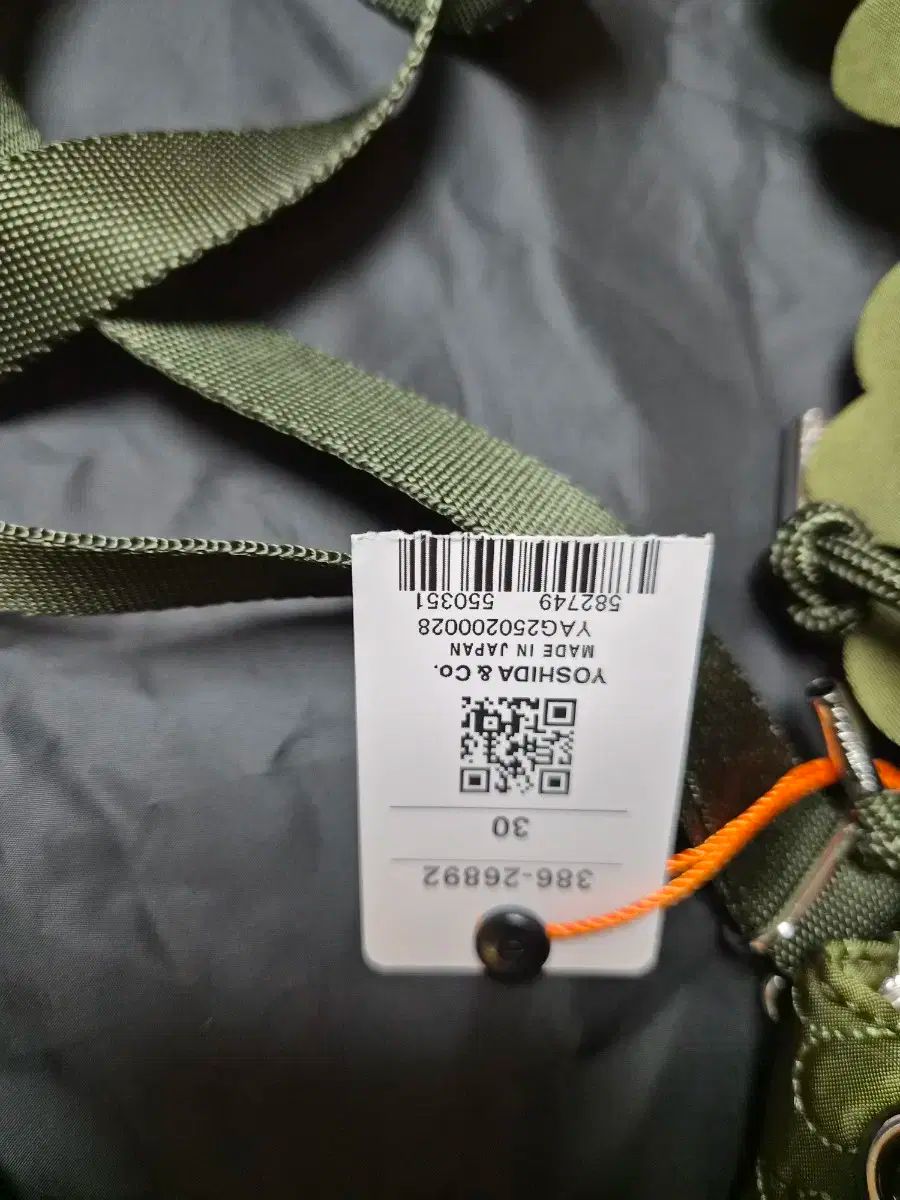 386-26892
30
YOSHIDA & Co.
MADE IN JAPAN
YAG250200028
582749 550351